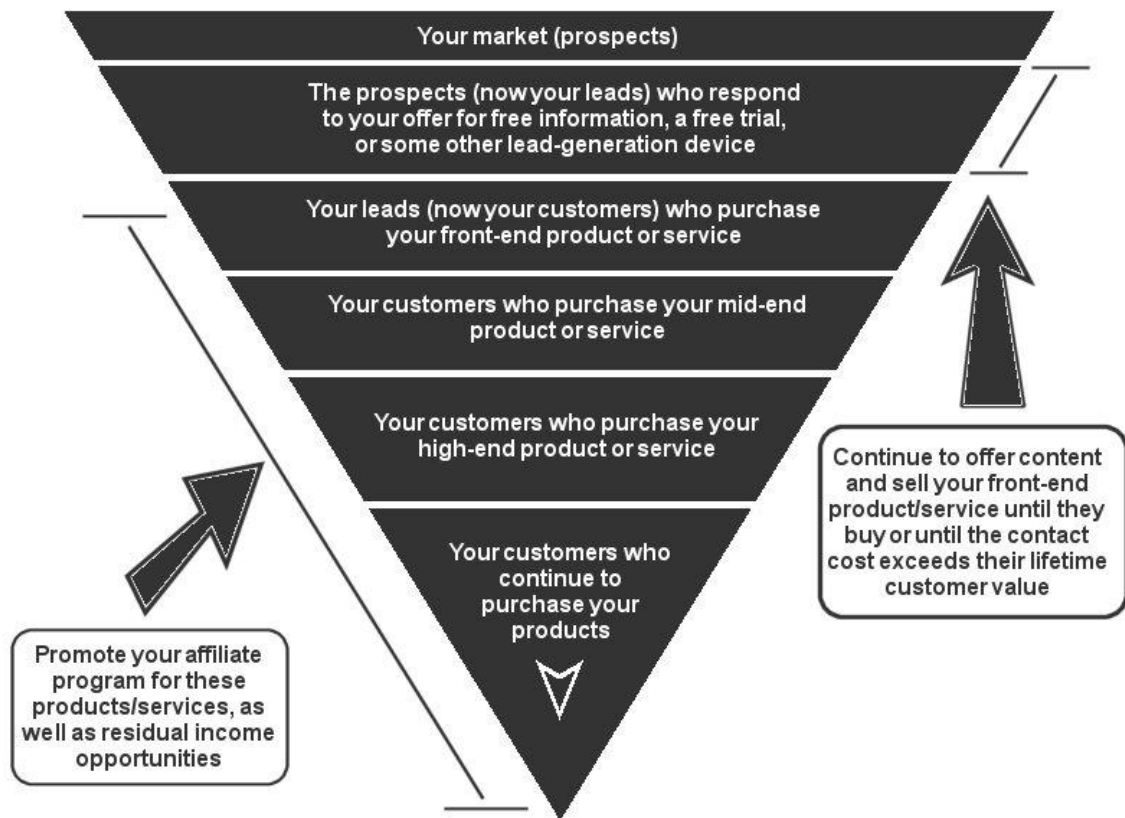 Your market (prospects)
The prospects (now your leads) who respond
to your offer for free information, a free trial,
or some other lead-generation device
Your leads (now your customers) who purchase
your front-end product or service
Your customers who purchase your mid-end
product or service
Your customers who purchase your
high-end product or service
Your customers who
continue to
purchase your
products
Continue to offer content
and sell your front-end
product/service until they
buy or until the contact
cost exceeds their lifetime
customer value
Promote your affiliate
program for these
products/services, as
well as residual income
opportunities